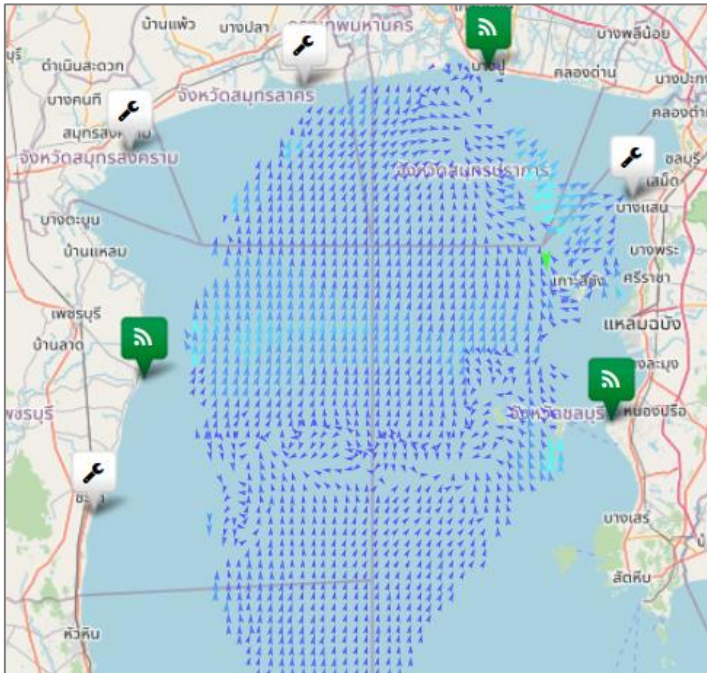 บ้านแพ้ว
บางปลา
กรุงเทพมหานคร
บางพลีน้อย
บุรี
ดำเนินสะดวก
บางปู
คลองด่าน
บางปะกง
บางคนที
จังหวัดสมุทรสาคร
คลองตำ
สมุทรสงคราม
จังหวัดสมุทรสงคราม
ชลบุรี
จังหวัดสมุทรปราการ
เสม็ด
บางแสน
บางตะบูน
บ้านแหลม
บางพระ
เกาะสีชัง
ศรีราชา
เพชรบุรี
แหลมฉบัง
บ้านลาด
บางละมุง
เพชรบุรี
จังหวัดชลบุรี
หนองปรือ
บางเสร่
สัตหีบ
หัวหิน